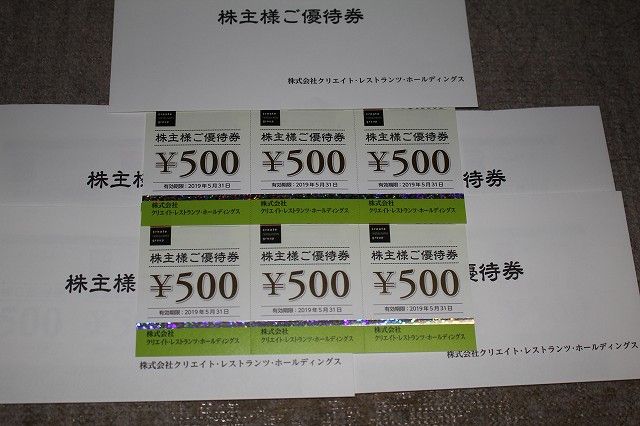 株主様ご優待券
株式会社クリエイト・レストランツ・ホールディングス
create
group
株主様ご優待券
¥500
有効期限:2019年5月31日
株式会社
クリエイト・レストランツ・ホールディングス
create
group
株主様ご優待券
¥500
有効期限:2019年5月31日
株式会社
クリエイト・レストランツ・ホールディングス
create
group
株主様ご優待券
¥500
有効期限:2019年5月31日
株式会社
クリエイト・レストランツ・ホールディングス
株主
待券
create
group
株主様ご優待券
¥500
有効期限:2019年5月31日
株式会社
クリエイト・レストランツ・ホールディングス
create
group
株主様ご優待券
¥500
有効期限:2019年5月31日
株式会社
クリエイト・レストランツ・ホールディングス
create
group
株主様ご優待券
¥500
有効期限:2019年5月31日
株式会社
クリエイト・レストランツ・ホールディングス
株主様
優待券
株式会社クリエイト・レストランツ・ホールディングス
株式会社クリエイト・レストランツ・ホールディングス